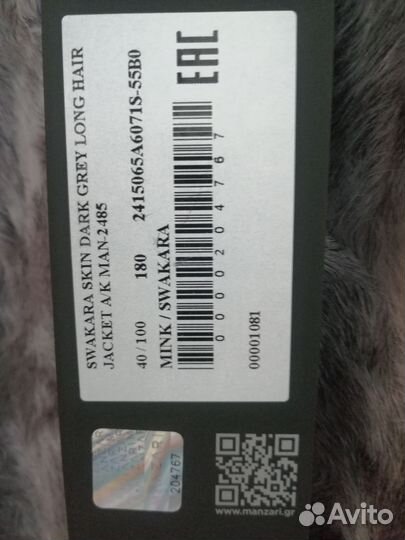 SWAKARA SKIN DARK GREY LONG HAIR
JACKET A/K MAN-2485
40 / 100 180 2415065A6071S-55B0
MINK / SWAKARA
EAC
0000204767
00001081
MANZARI
204767
www.manzari.gr
Avito